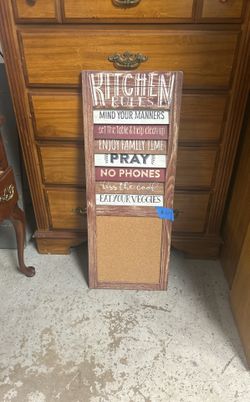 KITCHEN
RULES
MIND YOUR MANNERS
set the table & help clean up
ENJOY FAMILY TIME
PRAY
NO PHONES
kiss the cook
EAT YOUR VEGGIES